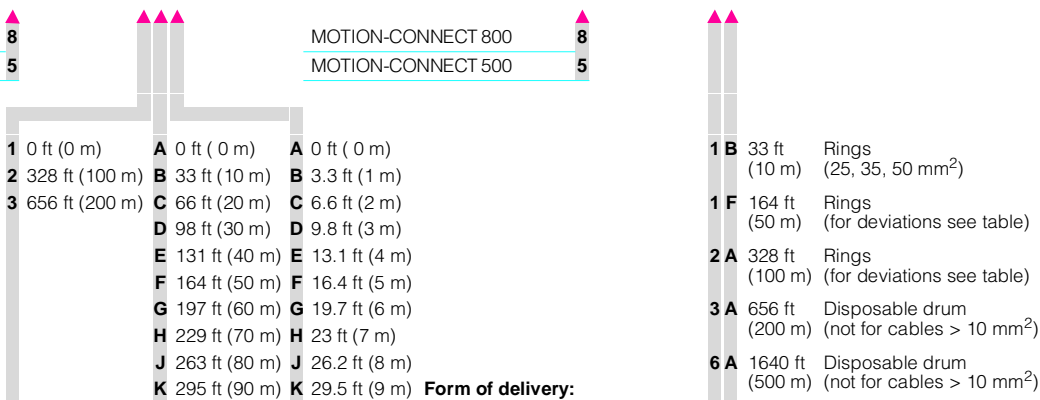 8 MOTION-CONNECT 800 8
5 MOTION-CONNECT 500 5
1 0 ft (0 m) A 0 ft ( 0 m) A 0 ft ( 0 m)
2 328 ft (100 m) B 33 ft (10 m) B 3.3 ft (1 m)
3 656 ft (200 m) C 66 ft (20 m) C 6.6 ft (2 m)
D 98 ft (30 m) D 9.8 ft (3 m)
E 131 ft (40 m) E 13.1 ft (4 m)
F 164 ft (50 m) F 16.4 ft (5 m)
G 197 ft (60 m) G 19.7 ft (6 m)
H 229 ft (70 m) H 23 ft (7 m)
J 263 ft (80 m) J 26.2 ft (8 m)
K 295 ft (90 m) K 29.5 ft (9 m) Form of delivery:
1 B 33 ft Rings
(10 m) (25, 35, 50 mm²)
1 F 164 ft Rings
(50 m) (for deviations see table)
2 A 328 ft Rings
(100 m) (for deviations see table)
3 A 656 ft Disposable drum
(200 m) (not for cables > 10 mm²)
6 A 1640 ft Disposable drum
(500 m) (not for cables > 10 mm²)